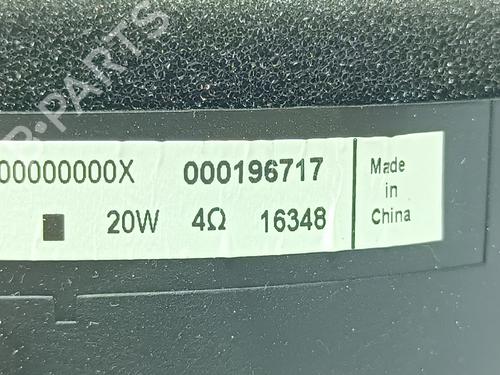 00000000X 000196717
20W 4Ω 16348
Made
in
China
B-PARTS